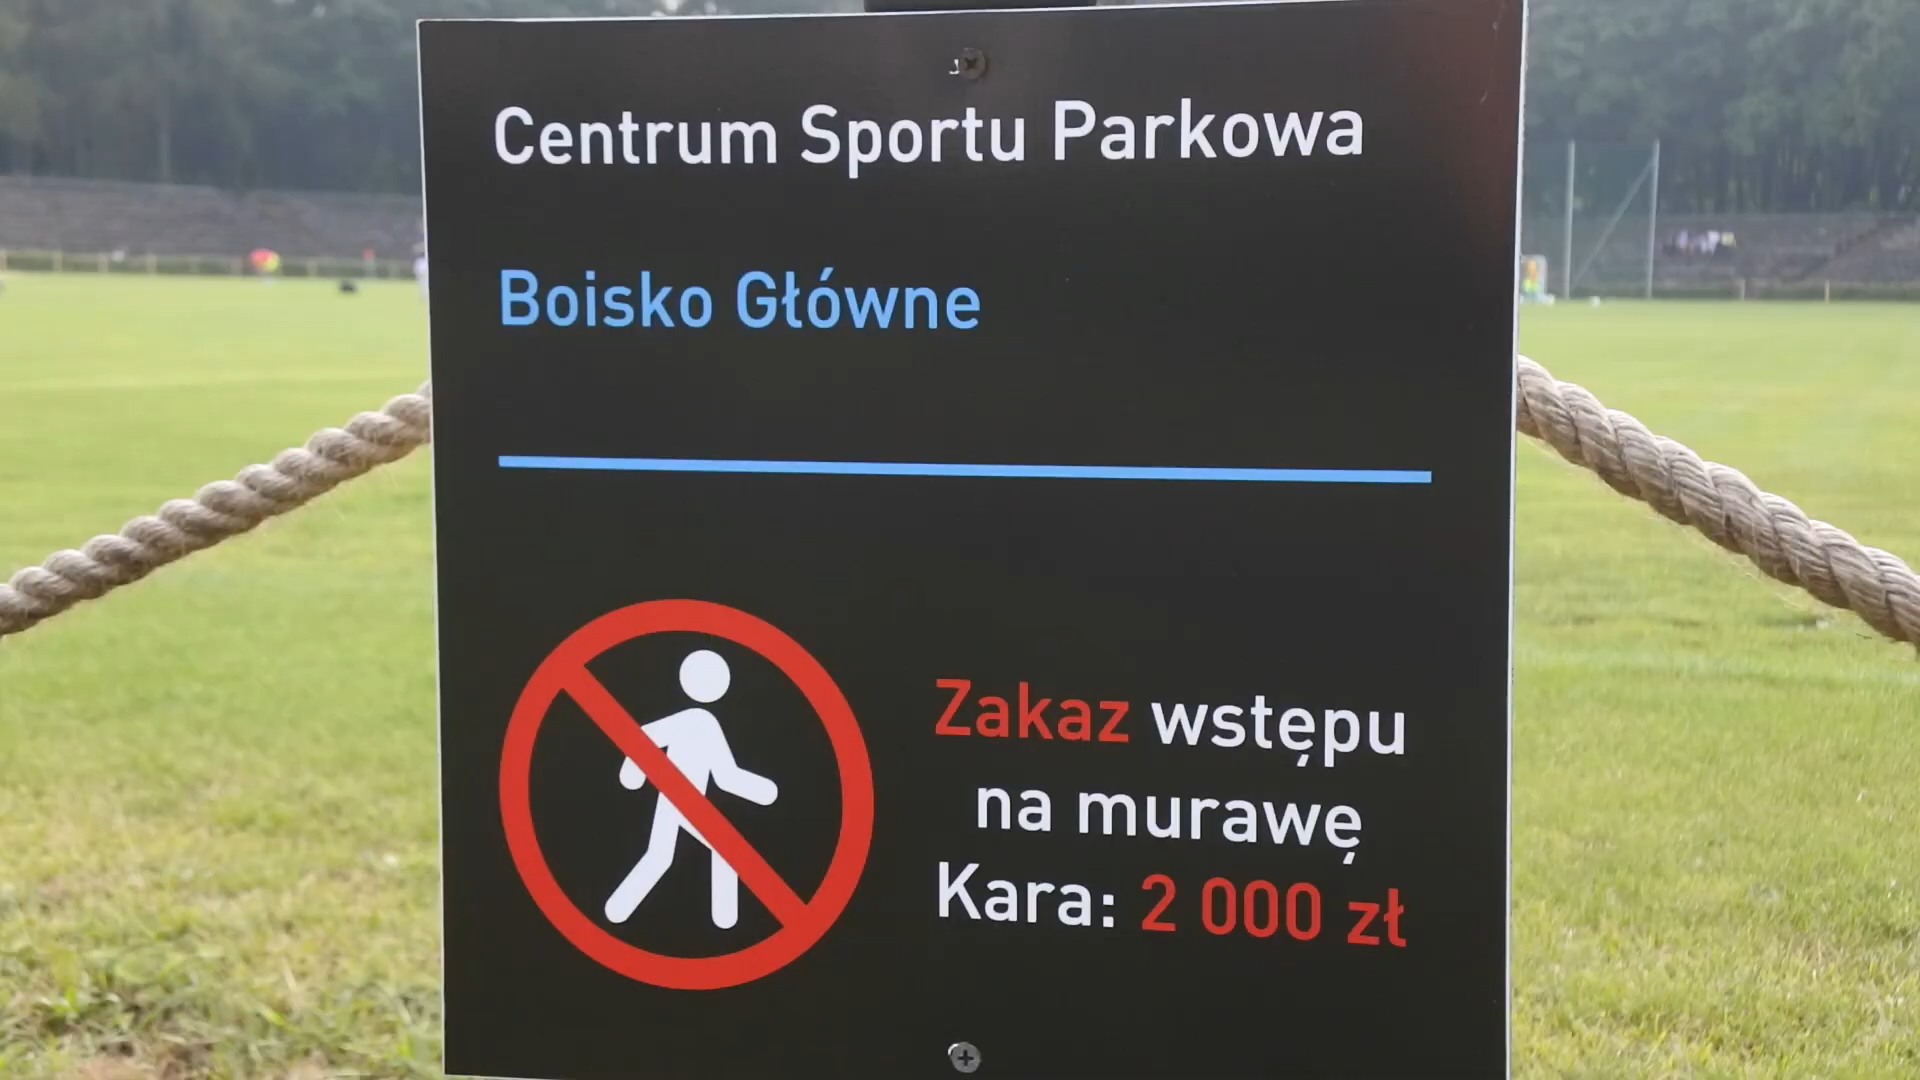 Centrum Sportu Parkowa
Boisko Główne
Zakaz wstępu
na murawę
Kara: 2 000 zł